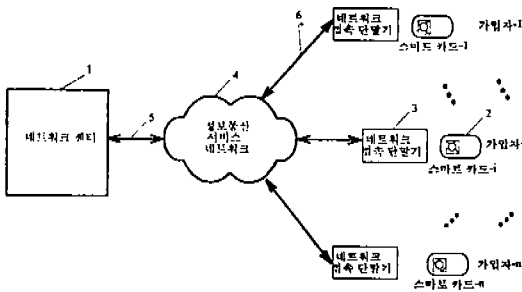 1
네트워크 센터
5
4
정보통신
서비스
네트워크
6
네트워크
접속 단말기
스마트 카드-1
가입자-1
3
네트워크
접속 단말기
2
스마트 카드-i
가입자-
네트워크
접속 단말기
스마트 카드-n
가입자-n